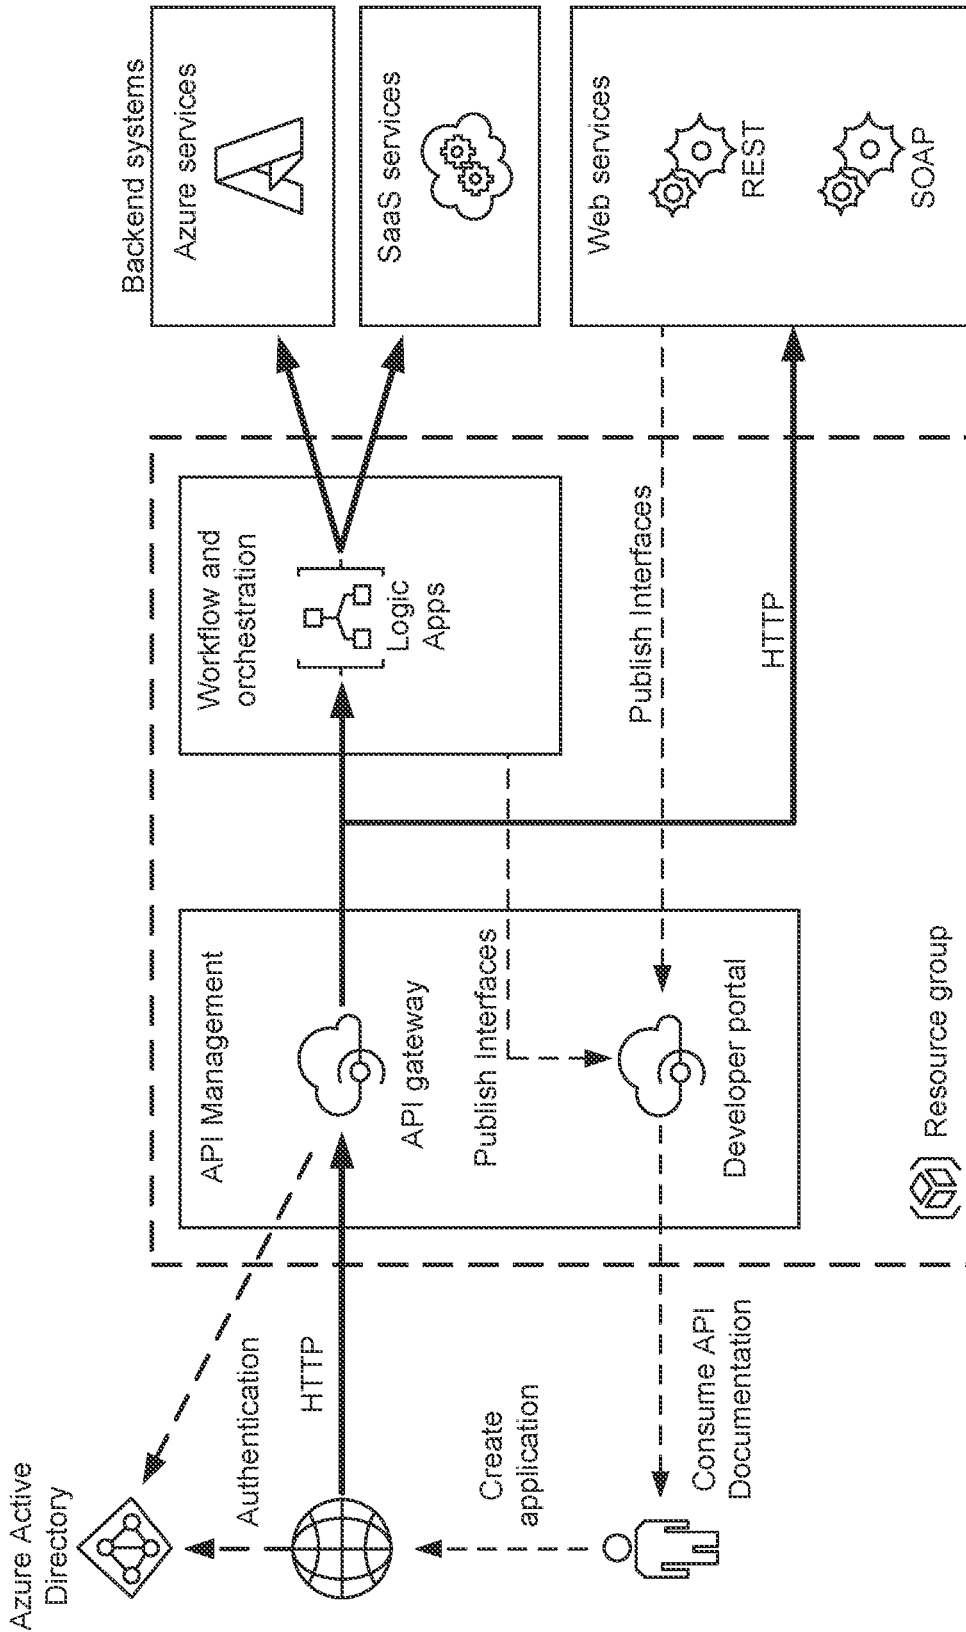 Azure Active
Directory
Authentication
HTTP
Create
application
Consume API
Documentation
API Management
API gateway
Publish Interfaces
Developer portal
Resource group
Workflow and
orchestration
Logic
Apps
Publish Interfaces
HTTP
Backend systems
Azure services
SaaS services
Web services
REST
SOAP